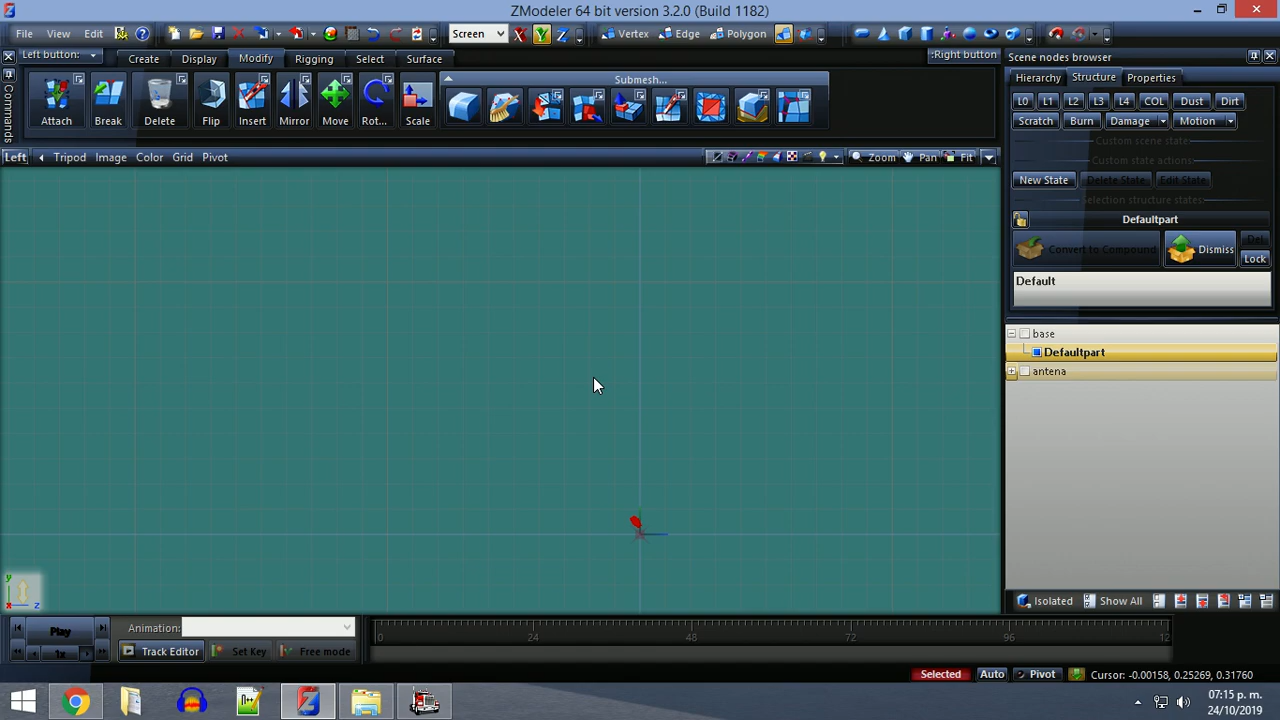 ZModeler 64 bit version 3.2.0 (Build 1182)
File View Edit Screen X Y Z Vertex Edge Polygon
Left button: Create Display Modify Rigging Select Surface :Right button
Commands
Attach Break Delete Flip Insert Mirror Move Rot... Scale
Submesh...
Left Tripod Image Color Grid Pivot Zoom Pan Fit
Scene nodes browser
Hierarchy Structure Properties
L0 L1 L2 L3 L4 COL Dust Dirt
Scratch Burn Damage Motion
Custom scene state:
Custom state actions:
New State Delete State Edit State
Selection structure states:
Defaultpart
Convert to Compound Dismiss Del
Lock
Default
base
Defaultpart
antena
y
x z
Isolated Show All
Play Animation:
1x Track Editor Set Key Free mode
0 24 48 72 96 12
Selected Auto Pivot Cursor: -0.00158, 0.25269, 0.31760
07:15 p. m.
24/10/2019